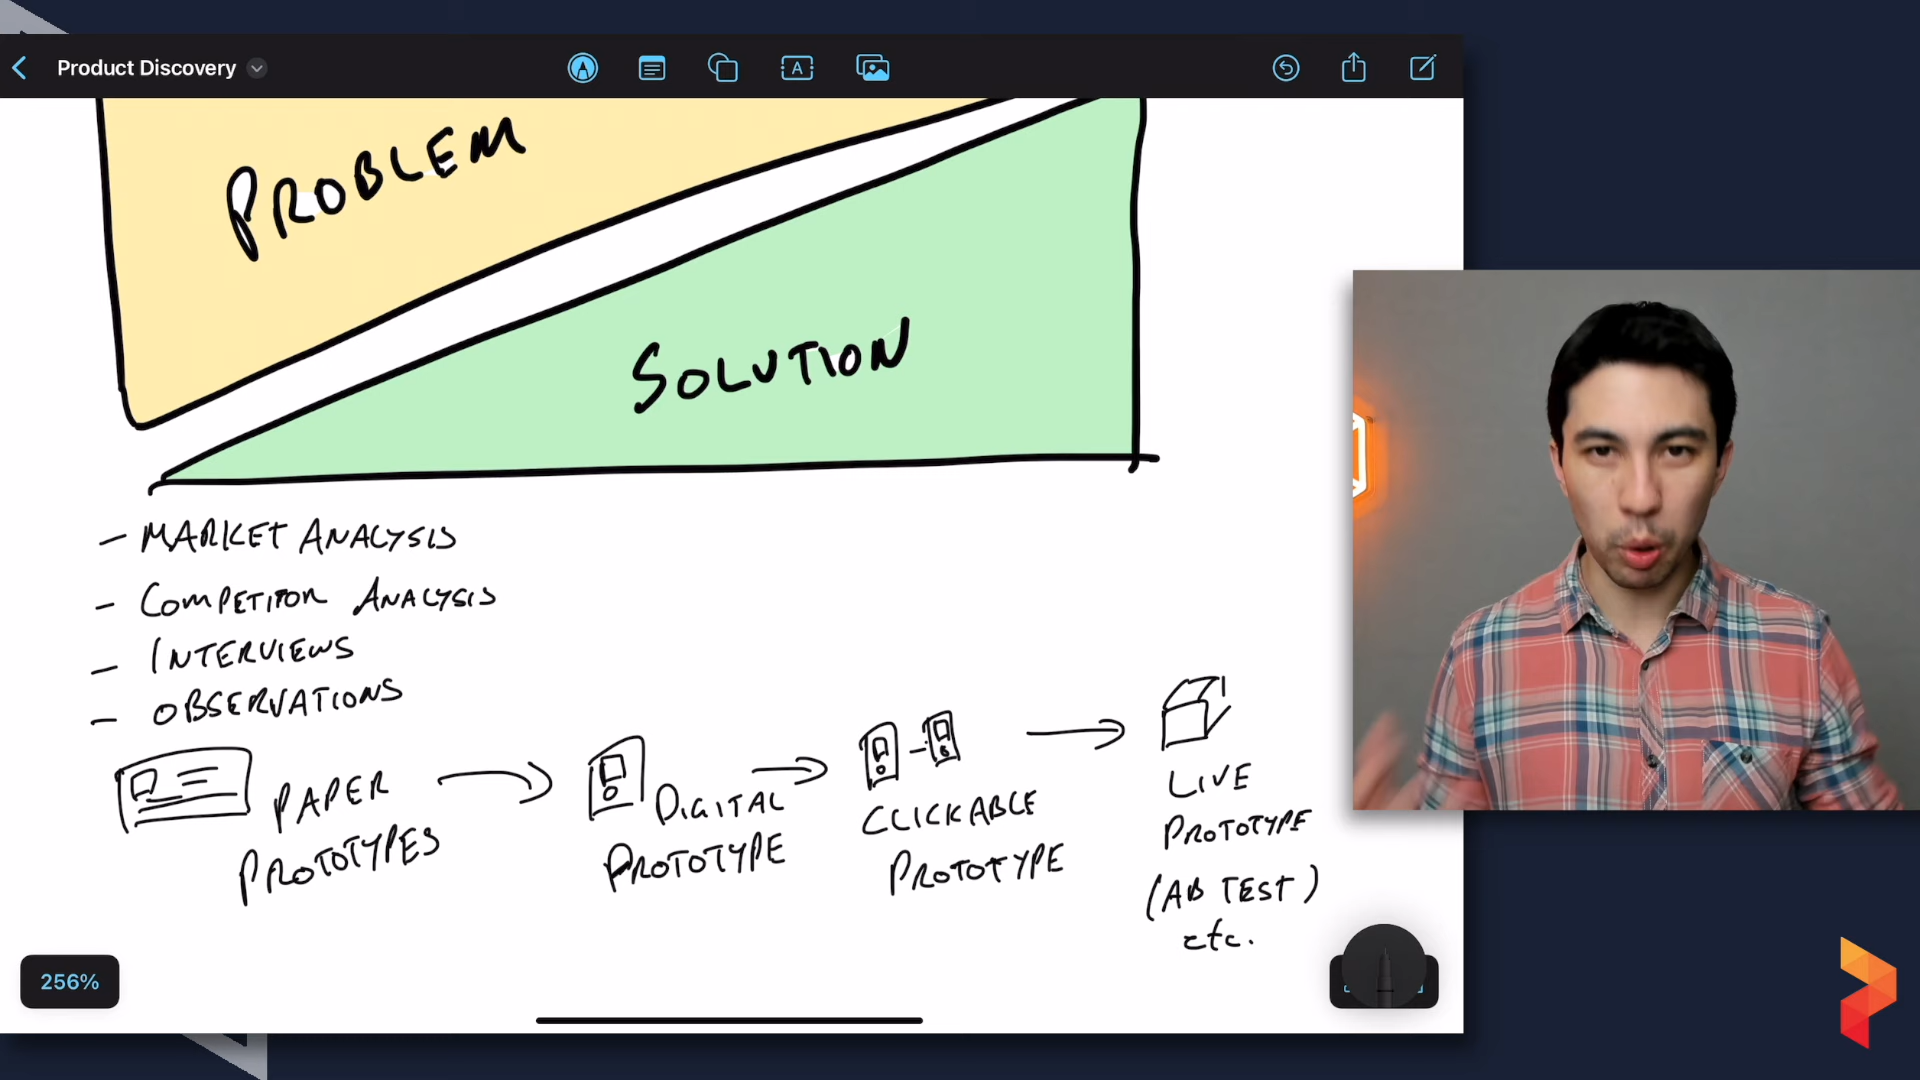 Product Discovery
PROBLEM
SOLUTION
- MARKET ANALYSIS
- COMPETITOR ANALYSIS
- INTERVIEWS
- OBSERVATIONS
PAPER
PROTOTYPES
DIGITAL
PROTOTYPE
CLICKABLE
PROTOTYPE
LIVE
PROTOTYPE
(AB TEST)
etc.
256%